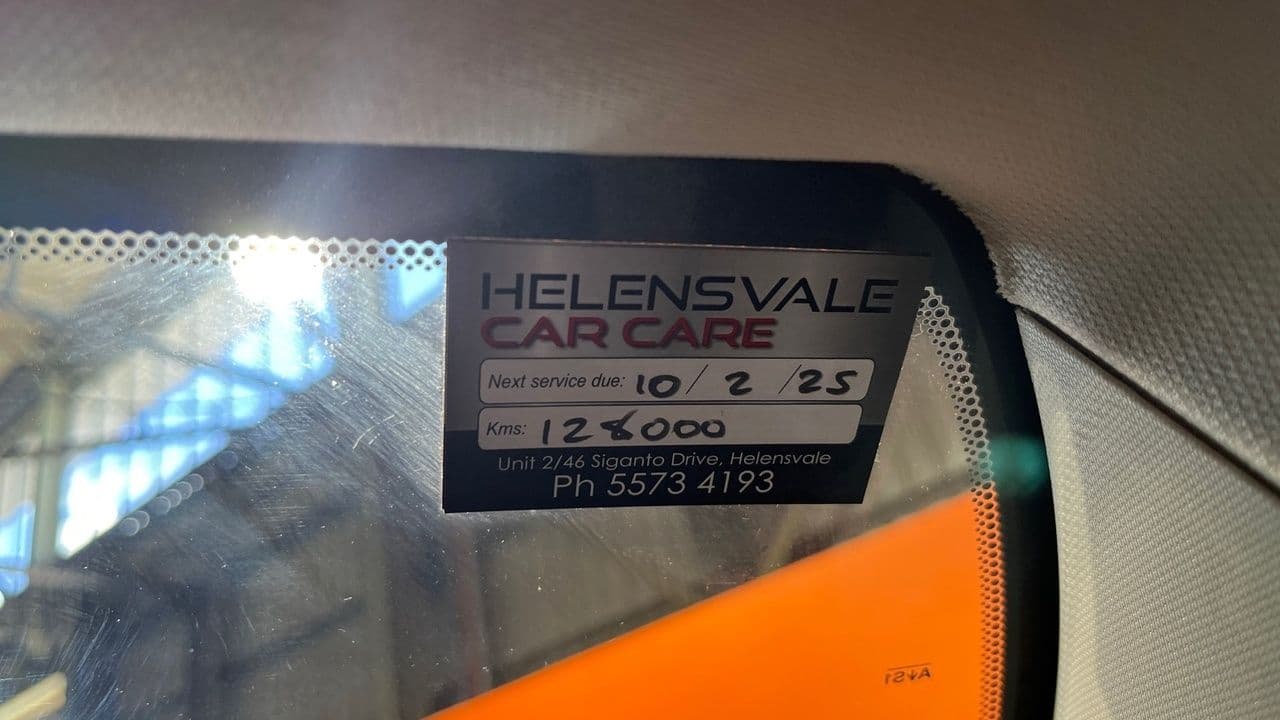 HELENSVALE
CAR CARE
Next service due: 10 / 2 / 25
Kms: 128000
Unit 2/46 Siganto Drive, Helensvale
Ph 5573 4193